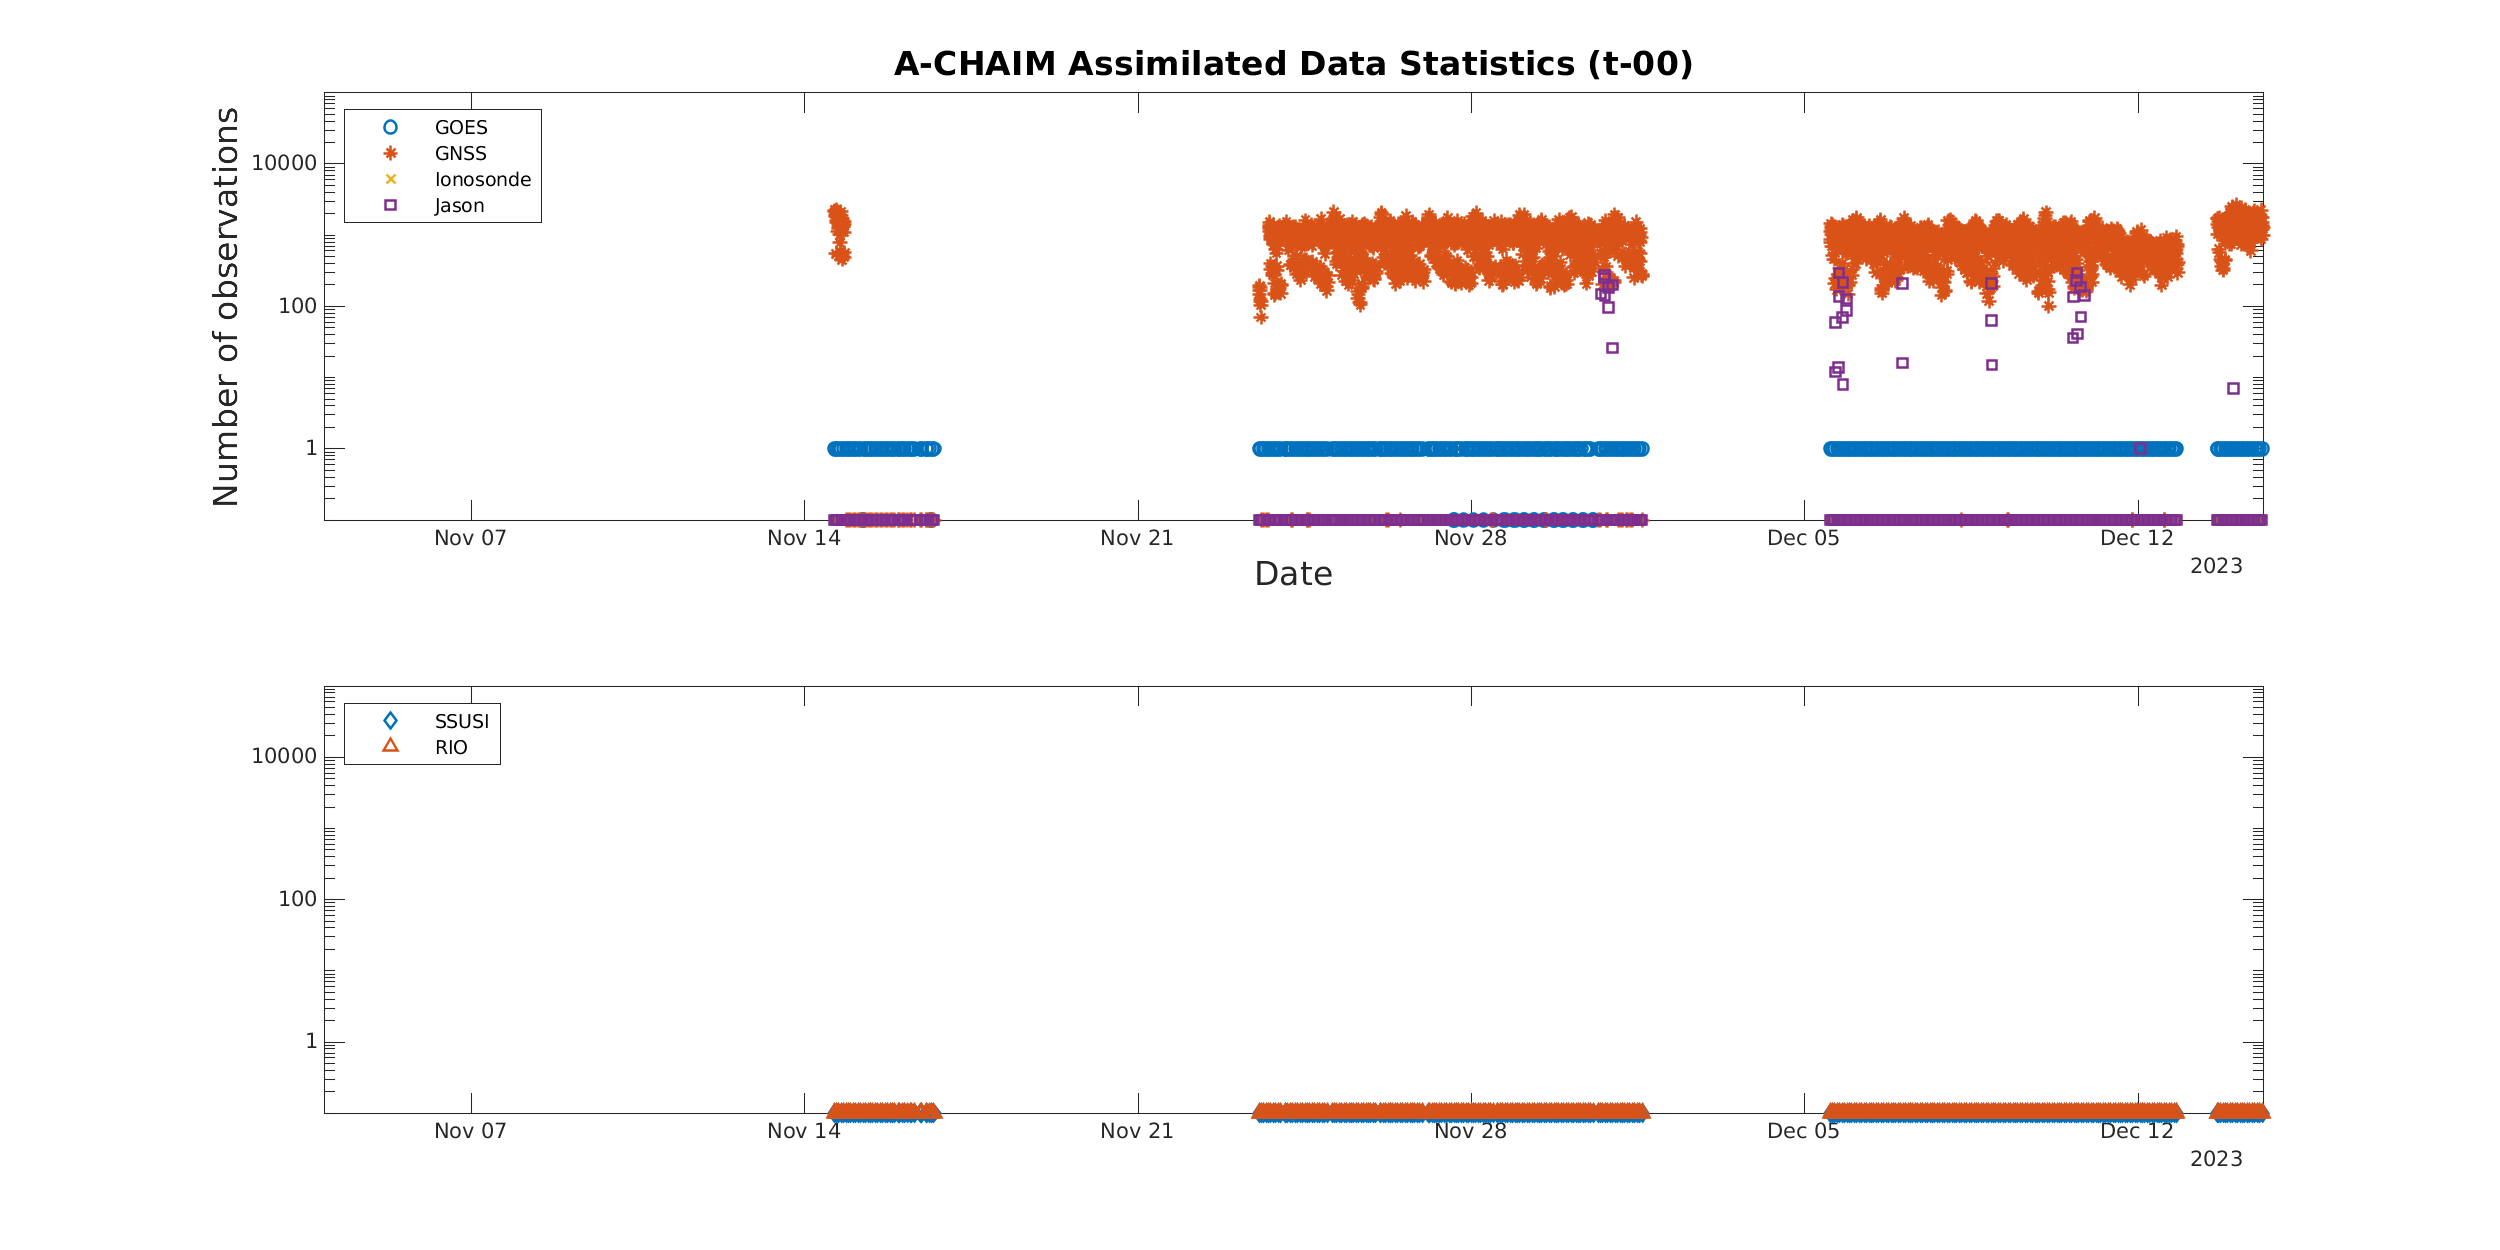 A-CHAIM Assimilated Data Statistics (t-00)
Number of observations
10000
100
1
GOES
GNSS
Ionosonde
Jason
Nov 07
Nov 14
Nov 21
Nov 28
Dec 05
Dec 12
2023
Date
10000
100
1
SSUSI
RIO
Nov 07
Nov 14
Nov 21
Nov 28
Dec 05
Dec 12
2023